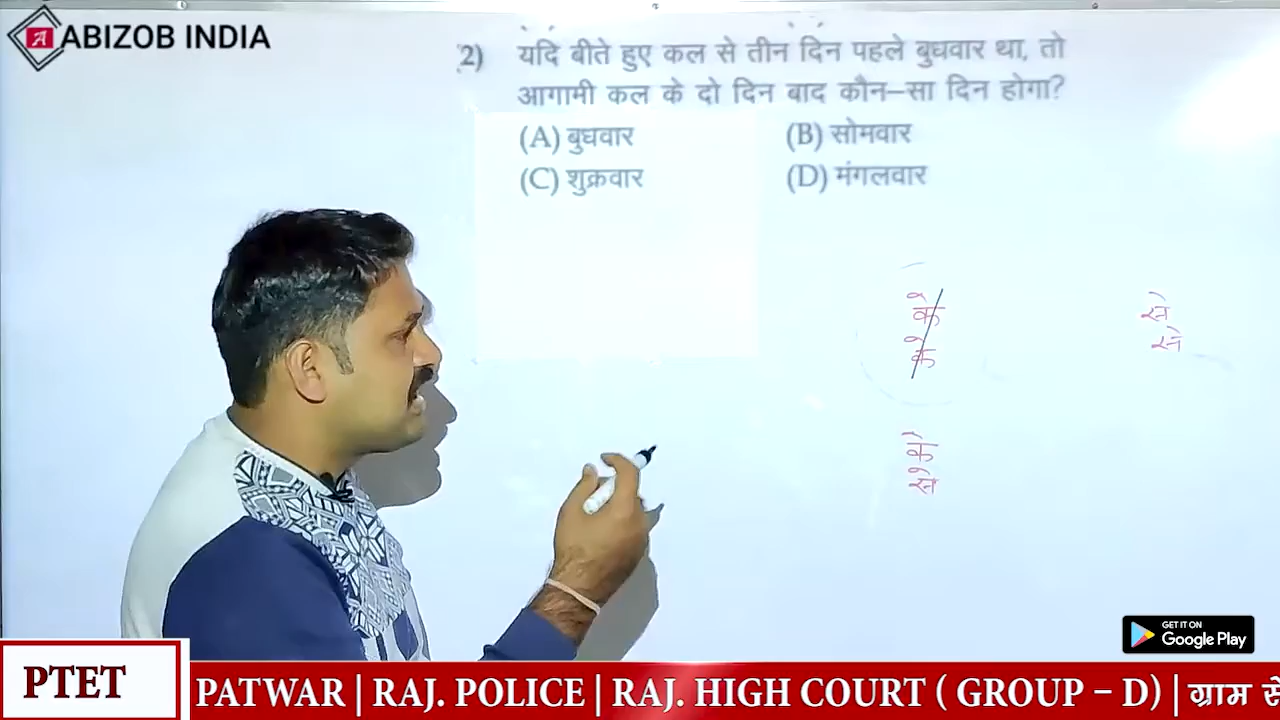 ABIZOB INDIA
2) यदि बीते हुए कल से तीन दिन पहले बुधवार था, तो
आगामी कल के दो दिन बाद कौन–सा दिन होगा?
(A) बुधवार (B) सोमवार
(C) शुक्रवार (D) मंगलवार
के से
के से
के
से
GET IT ON
Google Play
PTET
PATWAR | RAJ. POLICE | RAJ. HIGH COURT ( GROUP – D) | ग्राम से